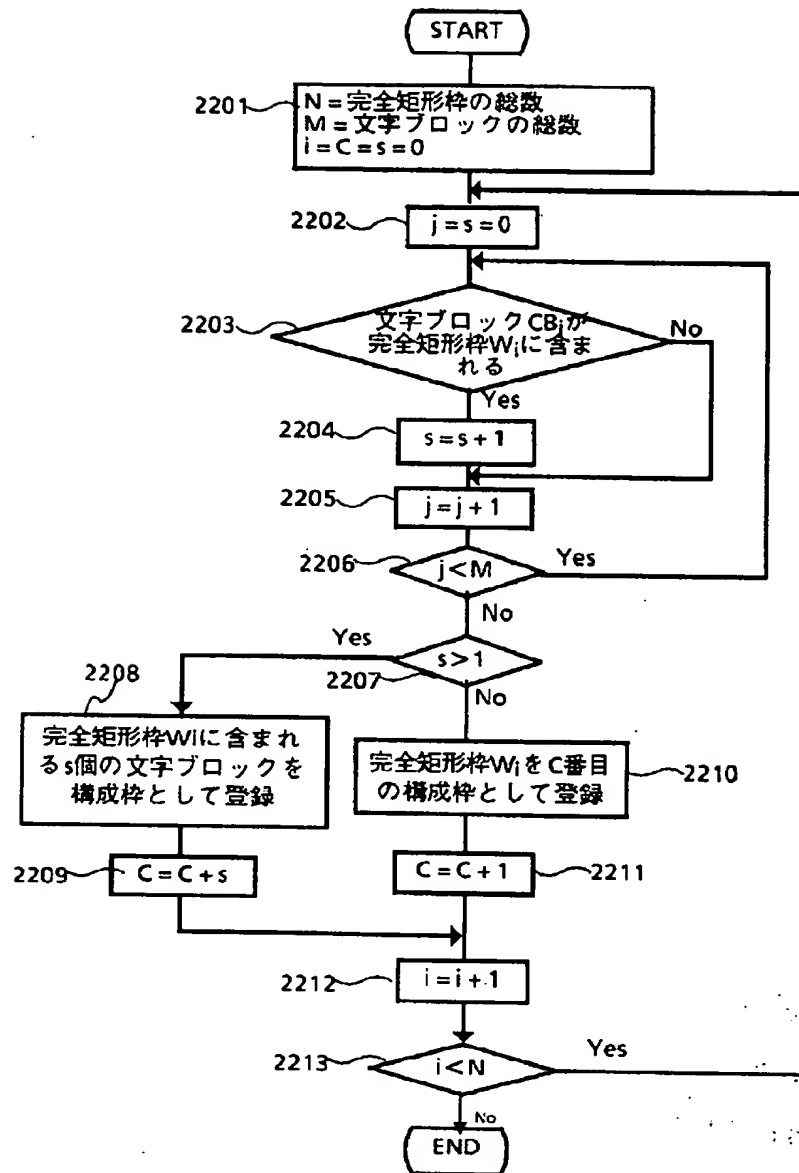 START
2201
N=完全矩形枠の総数
M=文字ブロックの総数
i=C=s=0
2202
j=s=0
2203
文字ブロックCBjが
完全矩形枠Wiに含ま
れる
No
Yes
2204
s=s+1
2205
j=j+1
2206
j<M
Yes
No
Yes
s>1
2207
No
2208
完全矩形枠Wiに含まれ
るs個の文字ブロックを
構成枠として登録
完全矩形枠WiをC番目
の構成枠として登録
2210
2209
C=C+s
C=C+1
2211
2212
i=i+1
2213
i<N
Yes
No
END